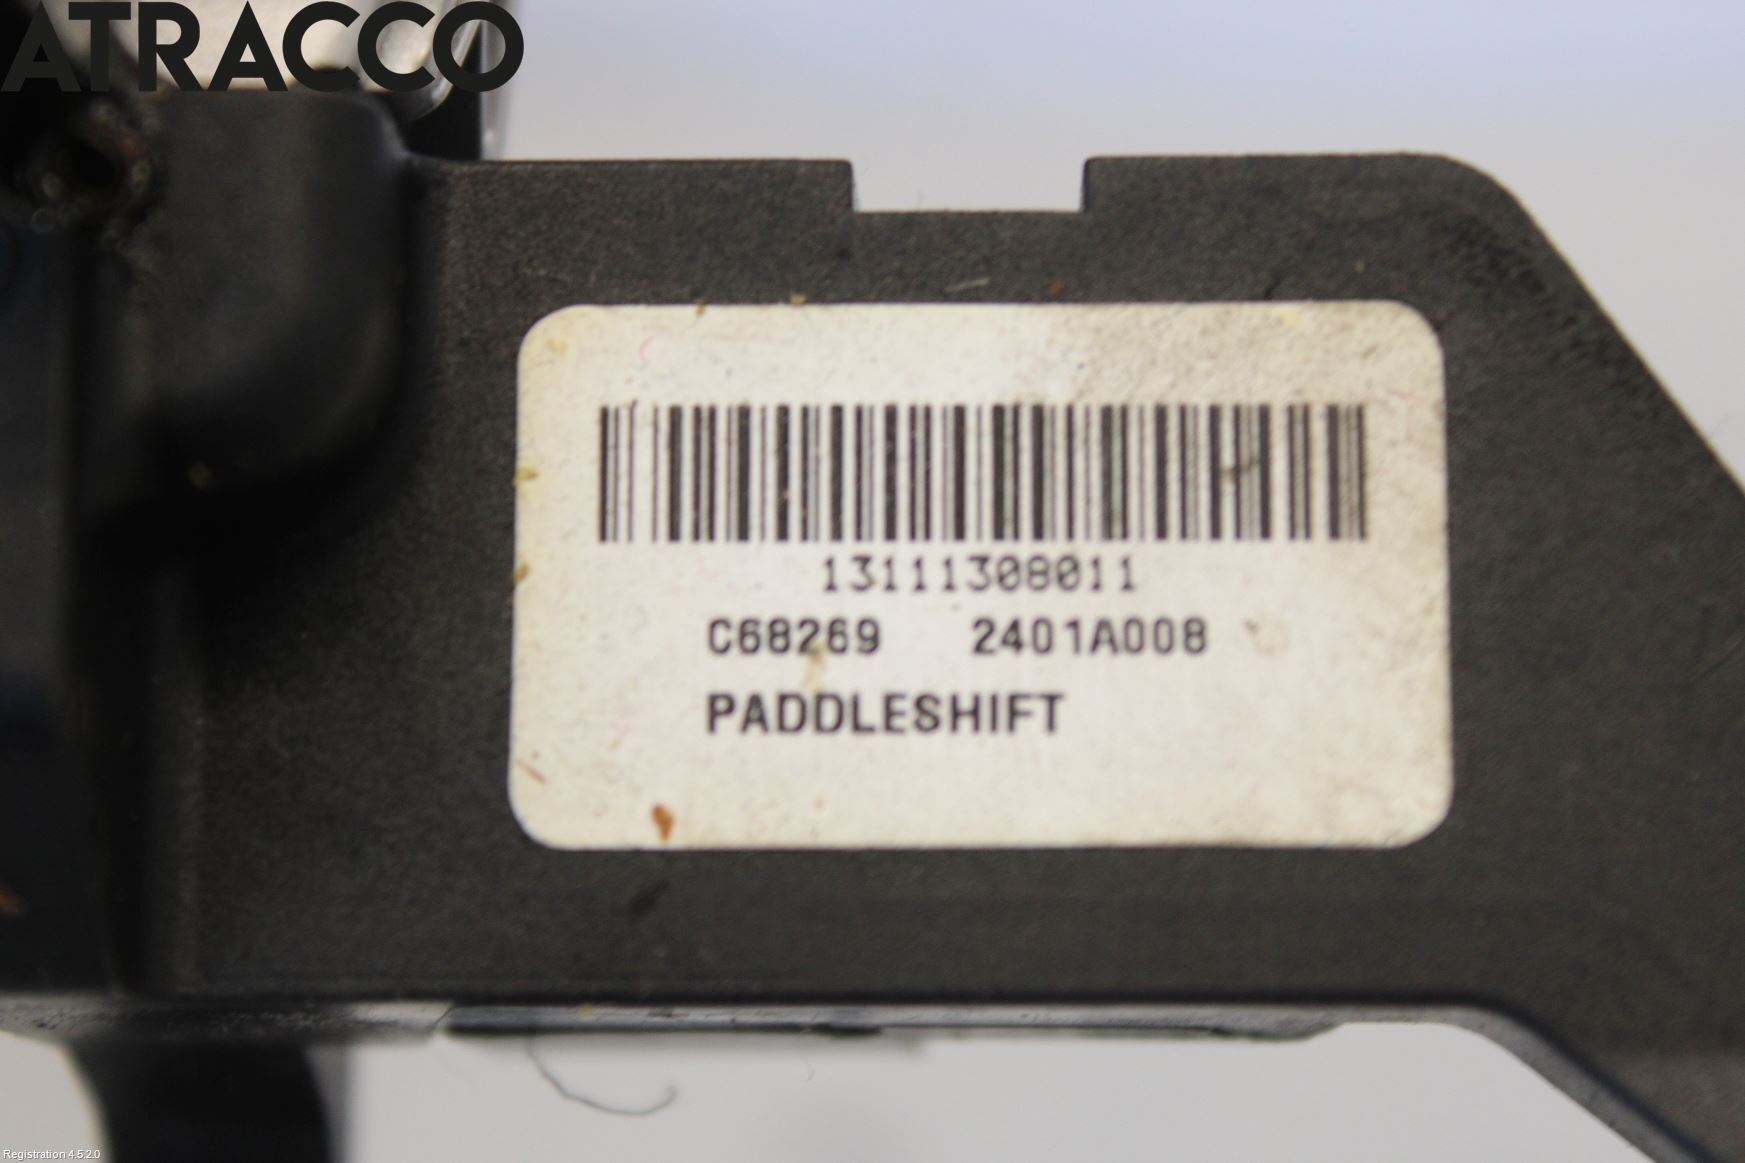 ATRACCO
13111308011
C68269 2401A008
PADDLESHIFT
Registration 4.5.2.0